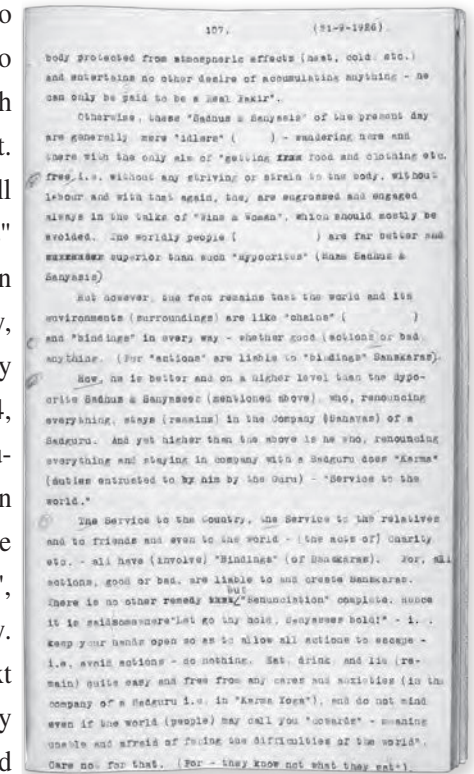 o
o
h
t.
ll
"
n
y,
y
4,
-
n
e
",
y.
kt
y
d
107. (21-9-1926)
body protected from atmospheric effects (heat, cold, etc.)
and entertains no other desire of accumulating anything - he
can only be said to be a Real Fakir".
Otherwise, these "Sadhus & Sanyasis" of the present day
are generally mere "idlers" ( ) - wandering here and
there with the only aim of "getting food and clothing etc.
free, i.e. without any striving or strain to the body, without
labour and with that again, they are engrossed and engaged
always in the talks of "Wine & Woman", which should mostly be
avoided. The worldly people ( ) are far better and
superior than such "Hypocrites" ( Sadhus &
Sanyasis)
But however, the fact remains that the world and its
environments (surroundings) are like "chains" ( )
and "bindings" in every way - whether good (actions or bad
anything. (For "actions" are liable to "bindings" Sanskaras).
Now, he is better and on a higher level than the Hypo-
crite Sadhus & Sanyasees (mentioned above) who, renouncing
everything, stays (remains) in the Company (Sahavas) of a
Sadguru. And yet higher than the above is he who, renouncing
everything and staying in company with a Sadguru does "Karma"
(duties entrusted to by him by the Guru) - "Service to the
world."
The Service to the Country, the Service to the relatives
and to friends and even to the world - (the acts of) Charity
etc. - all have (involve) "Bindings" (of Sanskaras). For, all
actions, good or bad, are liable to and create Sanskaras.
There is no other remedy but "Renunciation" complete. Hence
it is saidsomewhere"Let go thy hold, Sanyasees bold!" - i. .
keep your hands open so as to allow all actions to escape -
i.e. avoid actions - do nothing. Eat, drink, and lie (re-
main) quite easy and free from any cares and anxieties (in the
company of a Sadguru i.e. in "Karma Yoga"), and do not mind
even if the world (people) may call you "cowards" - meaning
unable and afraid of facing the difficulties of the world".
Care not for that. (For - they know not what they eat").